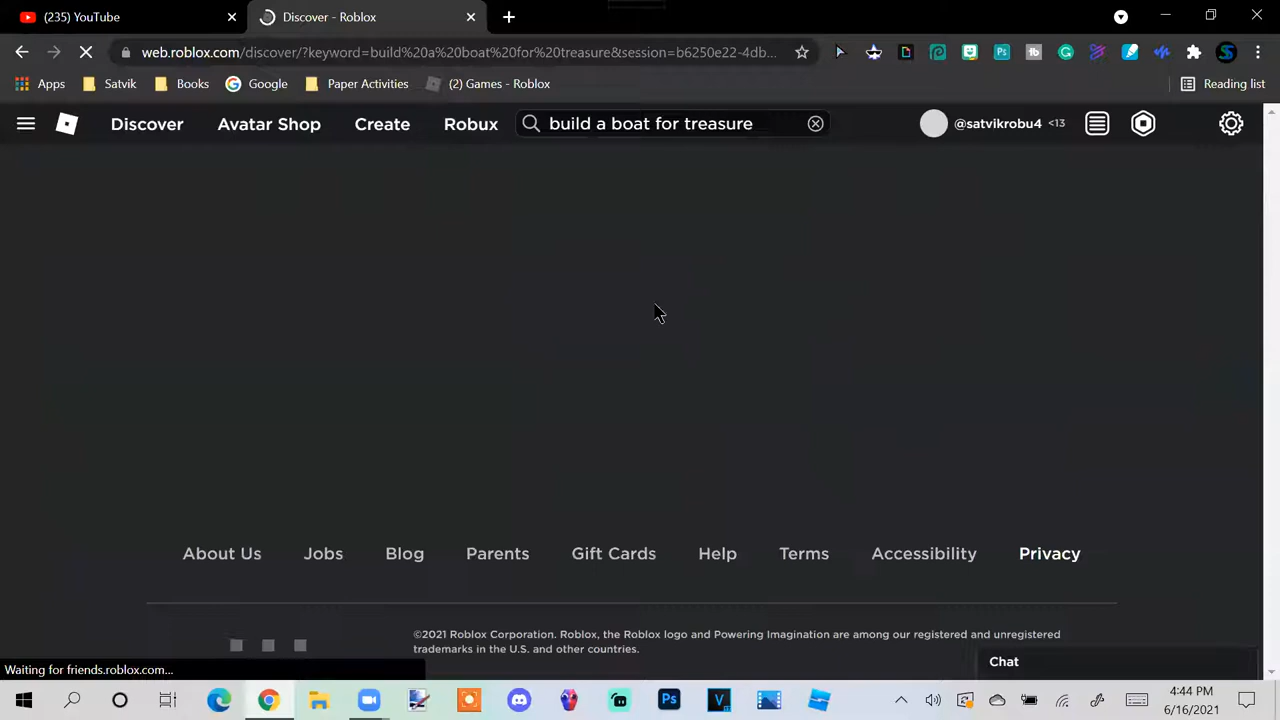 (235) YouTube
Discover - Roblox
web.roblox.com/discover/?keyword=build%20a%20boat%20for%20treasure&session=b6250e22-4db...
Apps
Satvik
Books
Google
Paper Activities
(2) Games - Roblox
Reading list
Discover
Avatar Shop
Create
Robux
build a boat for treasure
@satvikrobu4 <13
About Us
Jobs
Blog
Parents
Gift Cards
Help
Terms
Accessibility
Privacy
©2021 Roblox Corporation. Roblox, the Roblox logo and Powering Imagination are among our registered and unregistered
trademarks in the U.S. and other countries.
Chat
Waiting for friends.roblox.com...
4:44 PM
6/16/2021